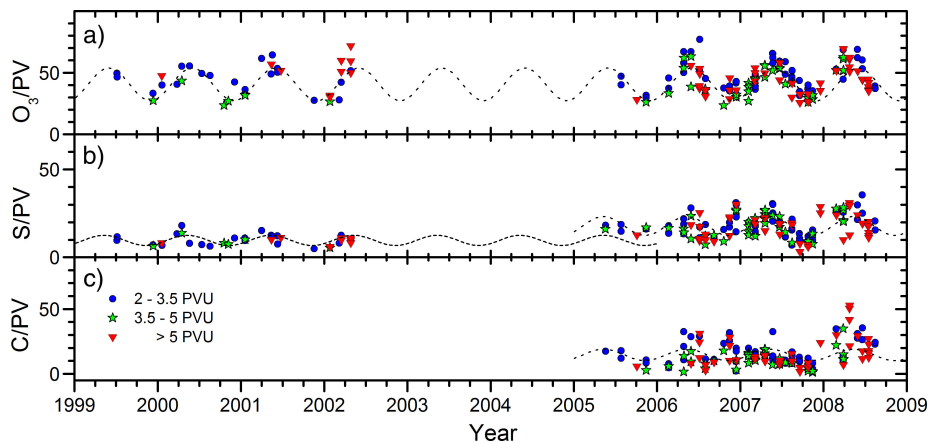 a)
O3/PV
50
0
b)
S/PV
50
0
c)
C/PV
50
0
2 - 3.5 PVU
3.5 - 5 PVU
> 5 PVU
1999 2000 2001 2002 2003 2004 2005 2006 2007 2008 2009
Year